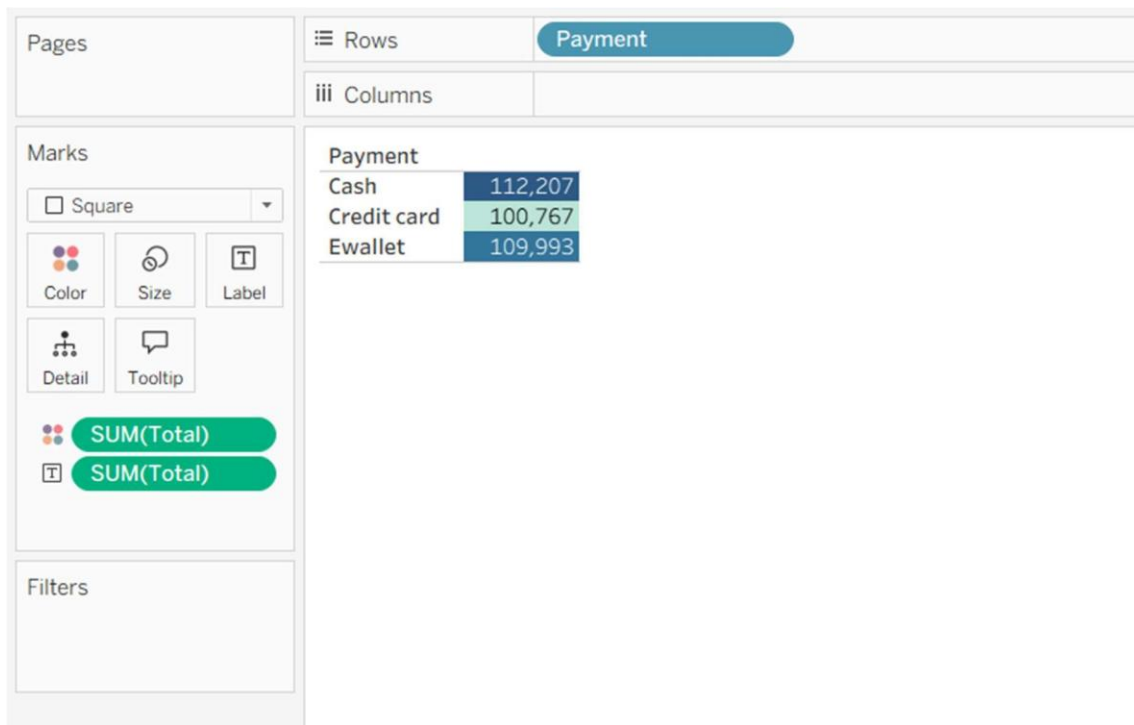 Pages
Rows
Payment
iii Columns
Marks
Square
Color
Size
T
Label
Detail
Tooltip
SUM(Total)
T SUM(Total)
Filters
Payment
Cash 112,207
Credit card 100,767
Ewallet 109,993